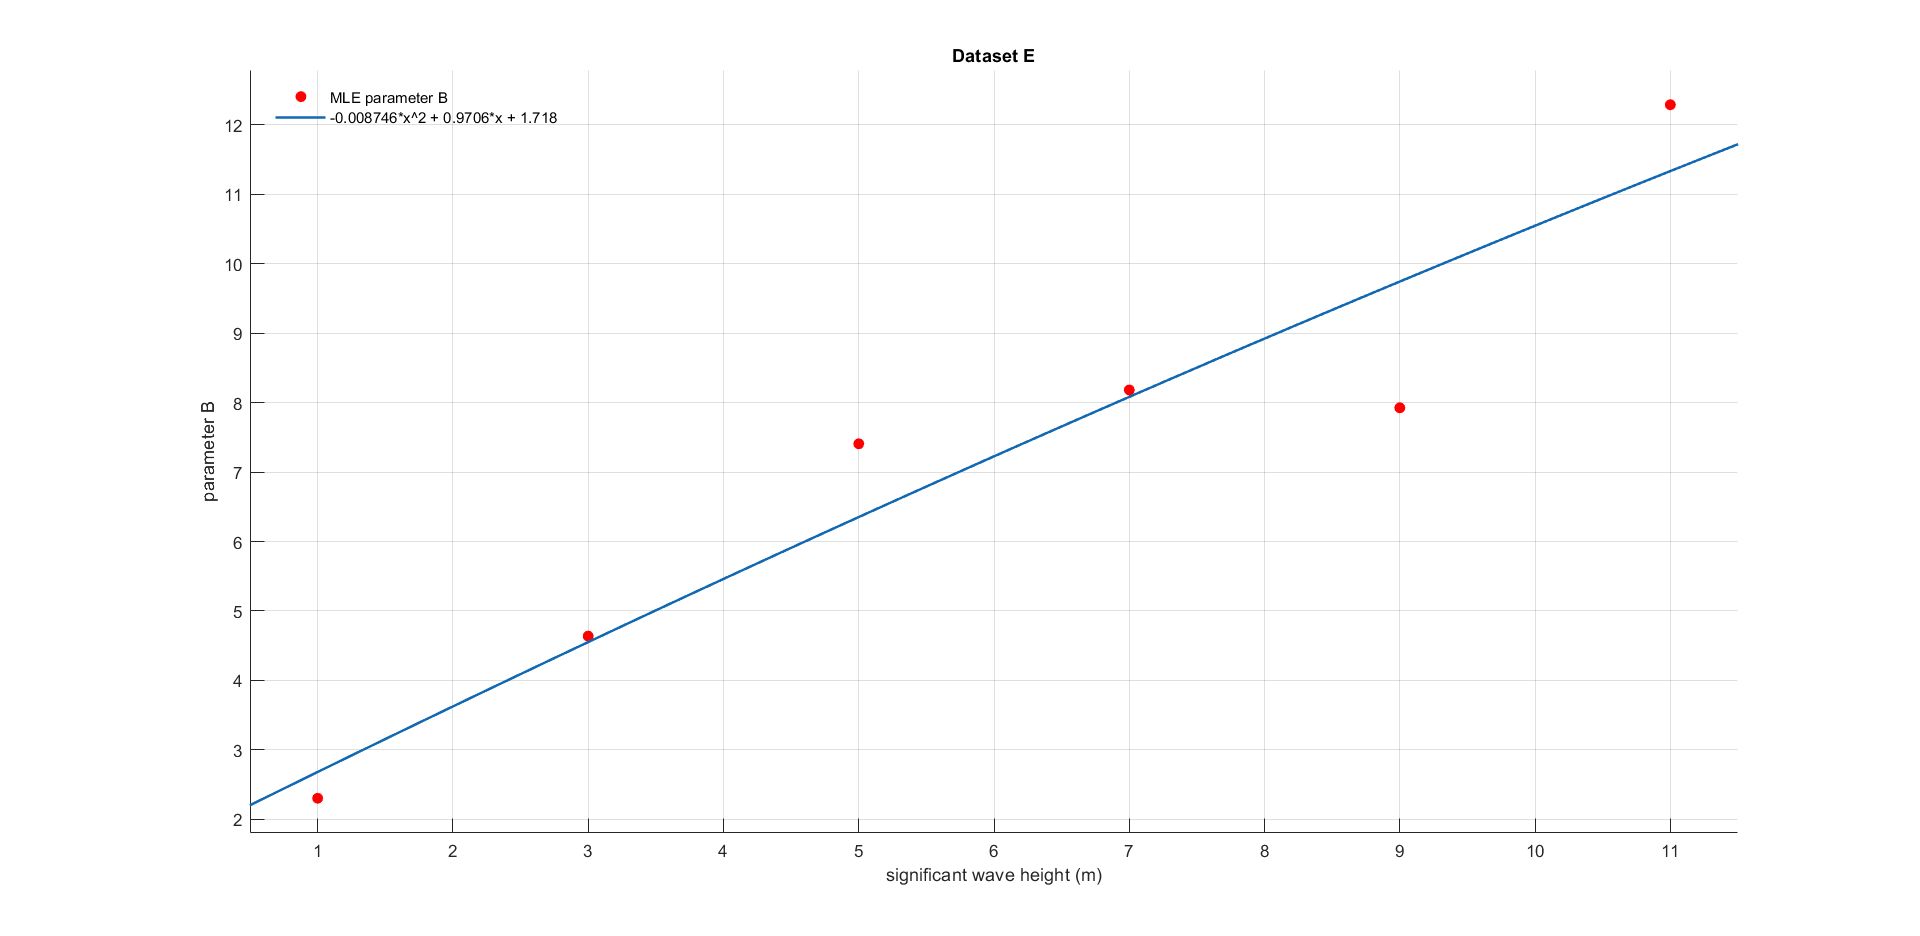 Dataset E
MLE parameter B
-0.008746*x^2 + 0.9706*x + 1.718
12
11
10
9
8
7
6
5
4
3
2
parameter B
1 2 3 4 5 6 7 8 9 10 11
significant wave height (m)